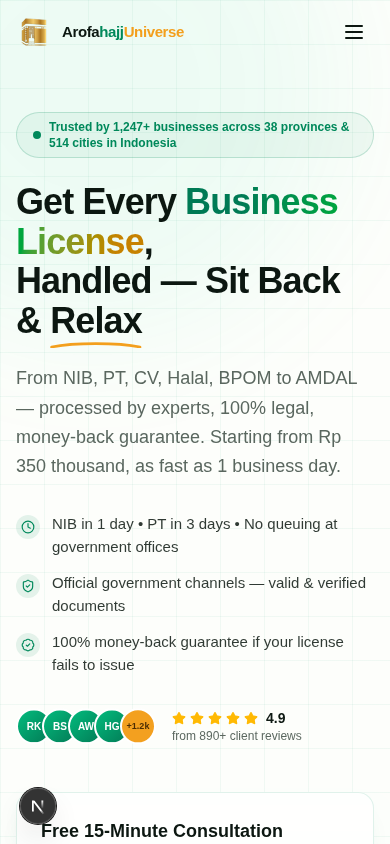 ArofahajjUniverse
Trusted by 1,247+ businesses across 38 provinces &
514 cities in Indonesia
Get Every Business
License,
Handled — Sit Back
& Relax
From NIB, PT, CV, Halal, BPOM to AMDAL
— processed by experts, 100% legal,
money-back guarantee. Starting from Rp
350 thousand, as fast as 1 business day.
NIB in 1 day • PT in 3 days • No queuing at
government offices
Official government channels — valid & verified
documents
100% money-back guarantee if your license
fails to issue
RK BS AW HG +1.2k 4.9
from 890+ client reviews
N
Free 15-Minute Consultation